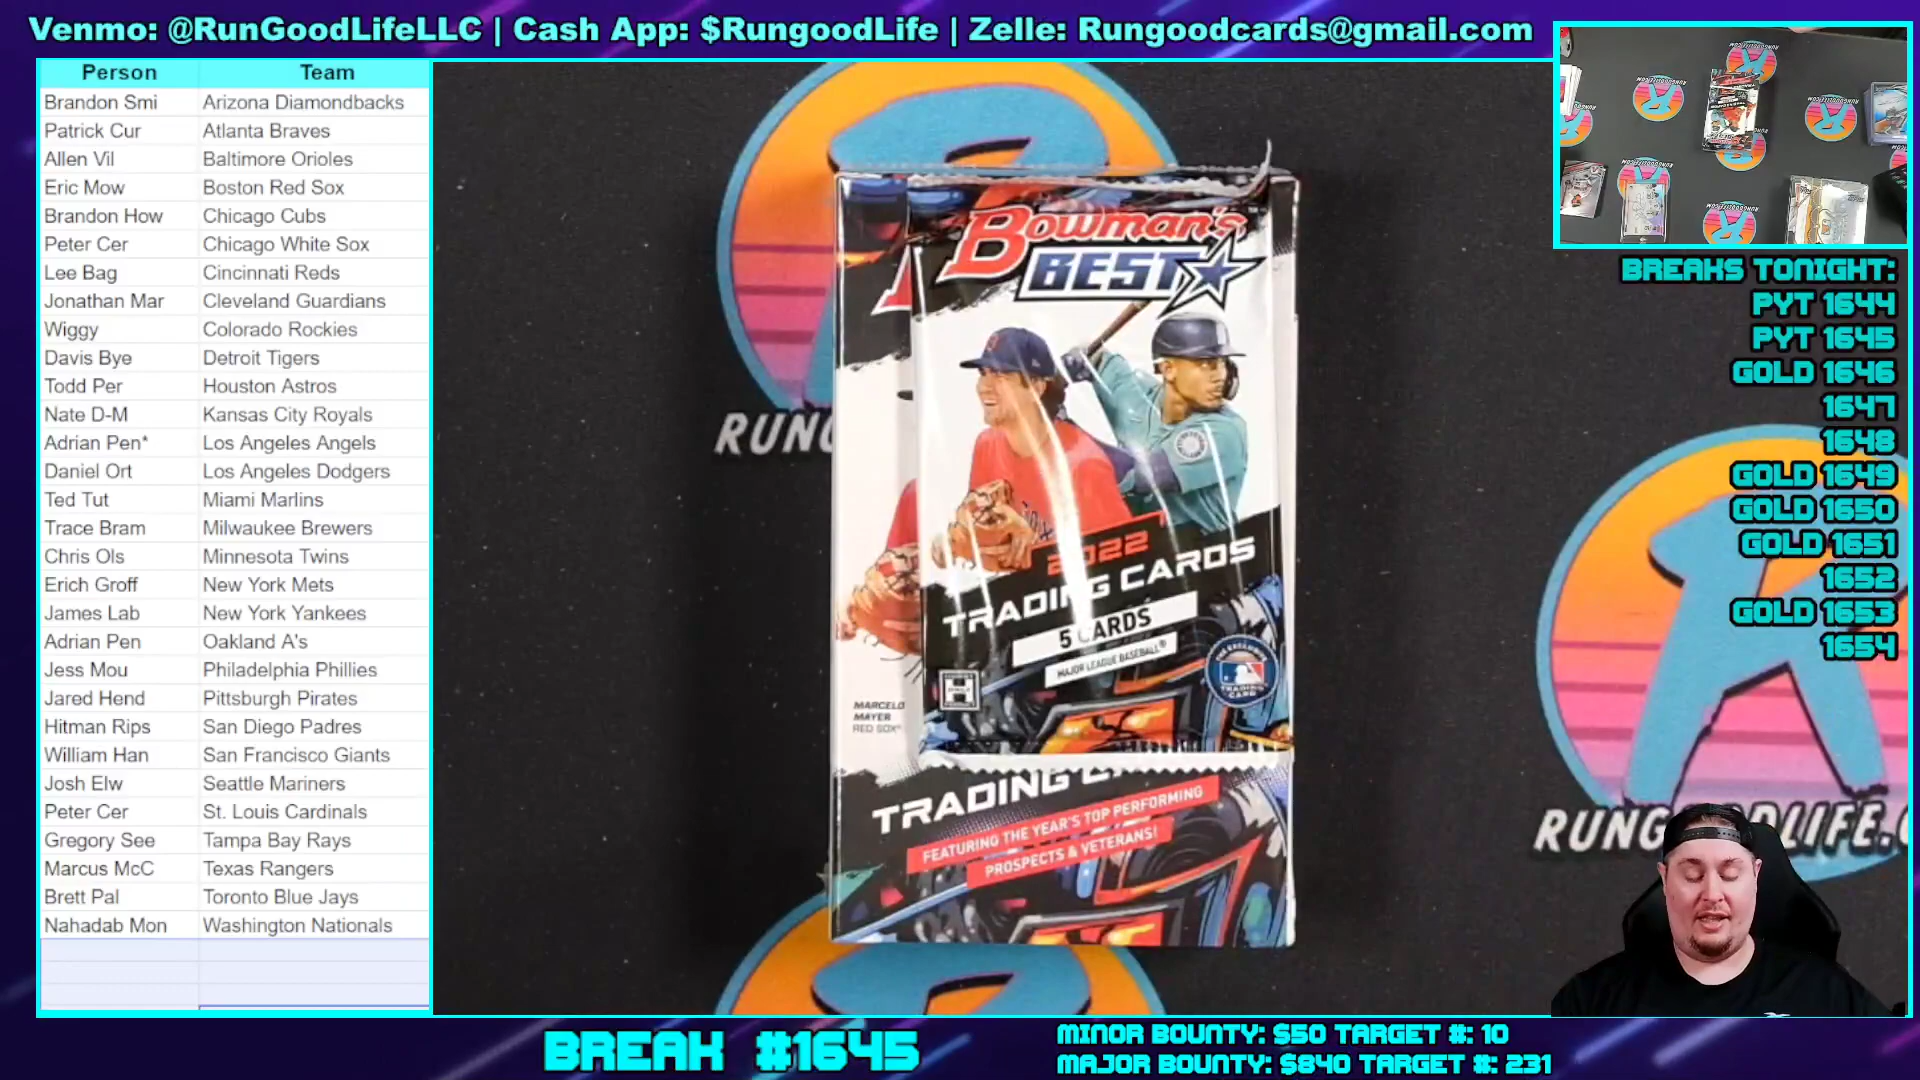 Venmo: @RunGoodLifeLLC | Cash App: $RungoodLife | Zelle: Rungoodcards@gmail.com
Person Team
Brandon Smi Arizona Diamondbacks
Patrick Cur Atlanta Braves
Allen Vil Baltimore Orioles
Eric Mow Boston Red Sox
Brandon How Chicago Cubs
Peter Cer Chicago White Sox
Lee Bag Cincinnati Reds
Jonathan Mar Cleveland Guardians
Wiggy Colorado Rockies
Davis Bye Detroit Tigers
Todd Per Houston Astros
Nate D-M Kansas City Royals
Adrian Pen* Los Angeles Angels
Daniel Ort Los Angeles Dodgers
Ted Tut Miami Marlins
Trace Bram Milwaukee Brewers
Chris Ols Minnesota Twins
Erich Groff New York Mets
James Lab New York Yankees
Adrian Pen Oakland A's
Jess Mou Philadelphia Phillies
Jared Hend Pittsburgh Pirates
Hitman Rips San Diego Padres
William Han San Francisco Giants
Josh Elw Seattle Mariners
Peter Cer St. Louis Cardinals
Gregory See Tampa Bay Rays
Marcus McC Texas Rangers
Brett Pal Toronto Blue Jays
Nahadab Mon Washington Nationals
Bowman's
BEST
2022
TRADING CARDS
5 CARDS
MAJOR LEAGUE BASEBALL®
MARCELO
MAYER
RED SOX®
TRADING
FEATURING THE YEAR'S TOP PERFORMING
PROSPECTS & VETERANS!
BREAKS TONIGHT:
PYT 1644
PYT 1645
GOLD 1646
1647
1648
GOLD 1649
GOLD 1650
GOLD 1651
1652
GOLD 1653
1654
BREAK #1645
MINOR BOUNTY: $50 TARGET #: 10
MAJOR BOUNTY: $840 TARGET #: 231